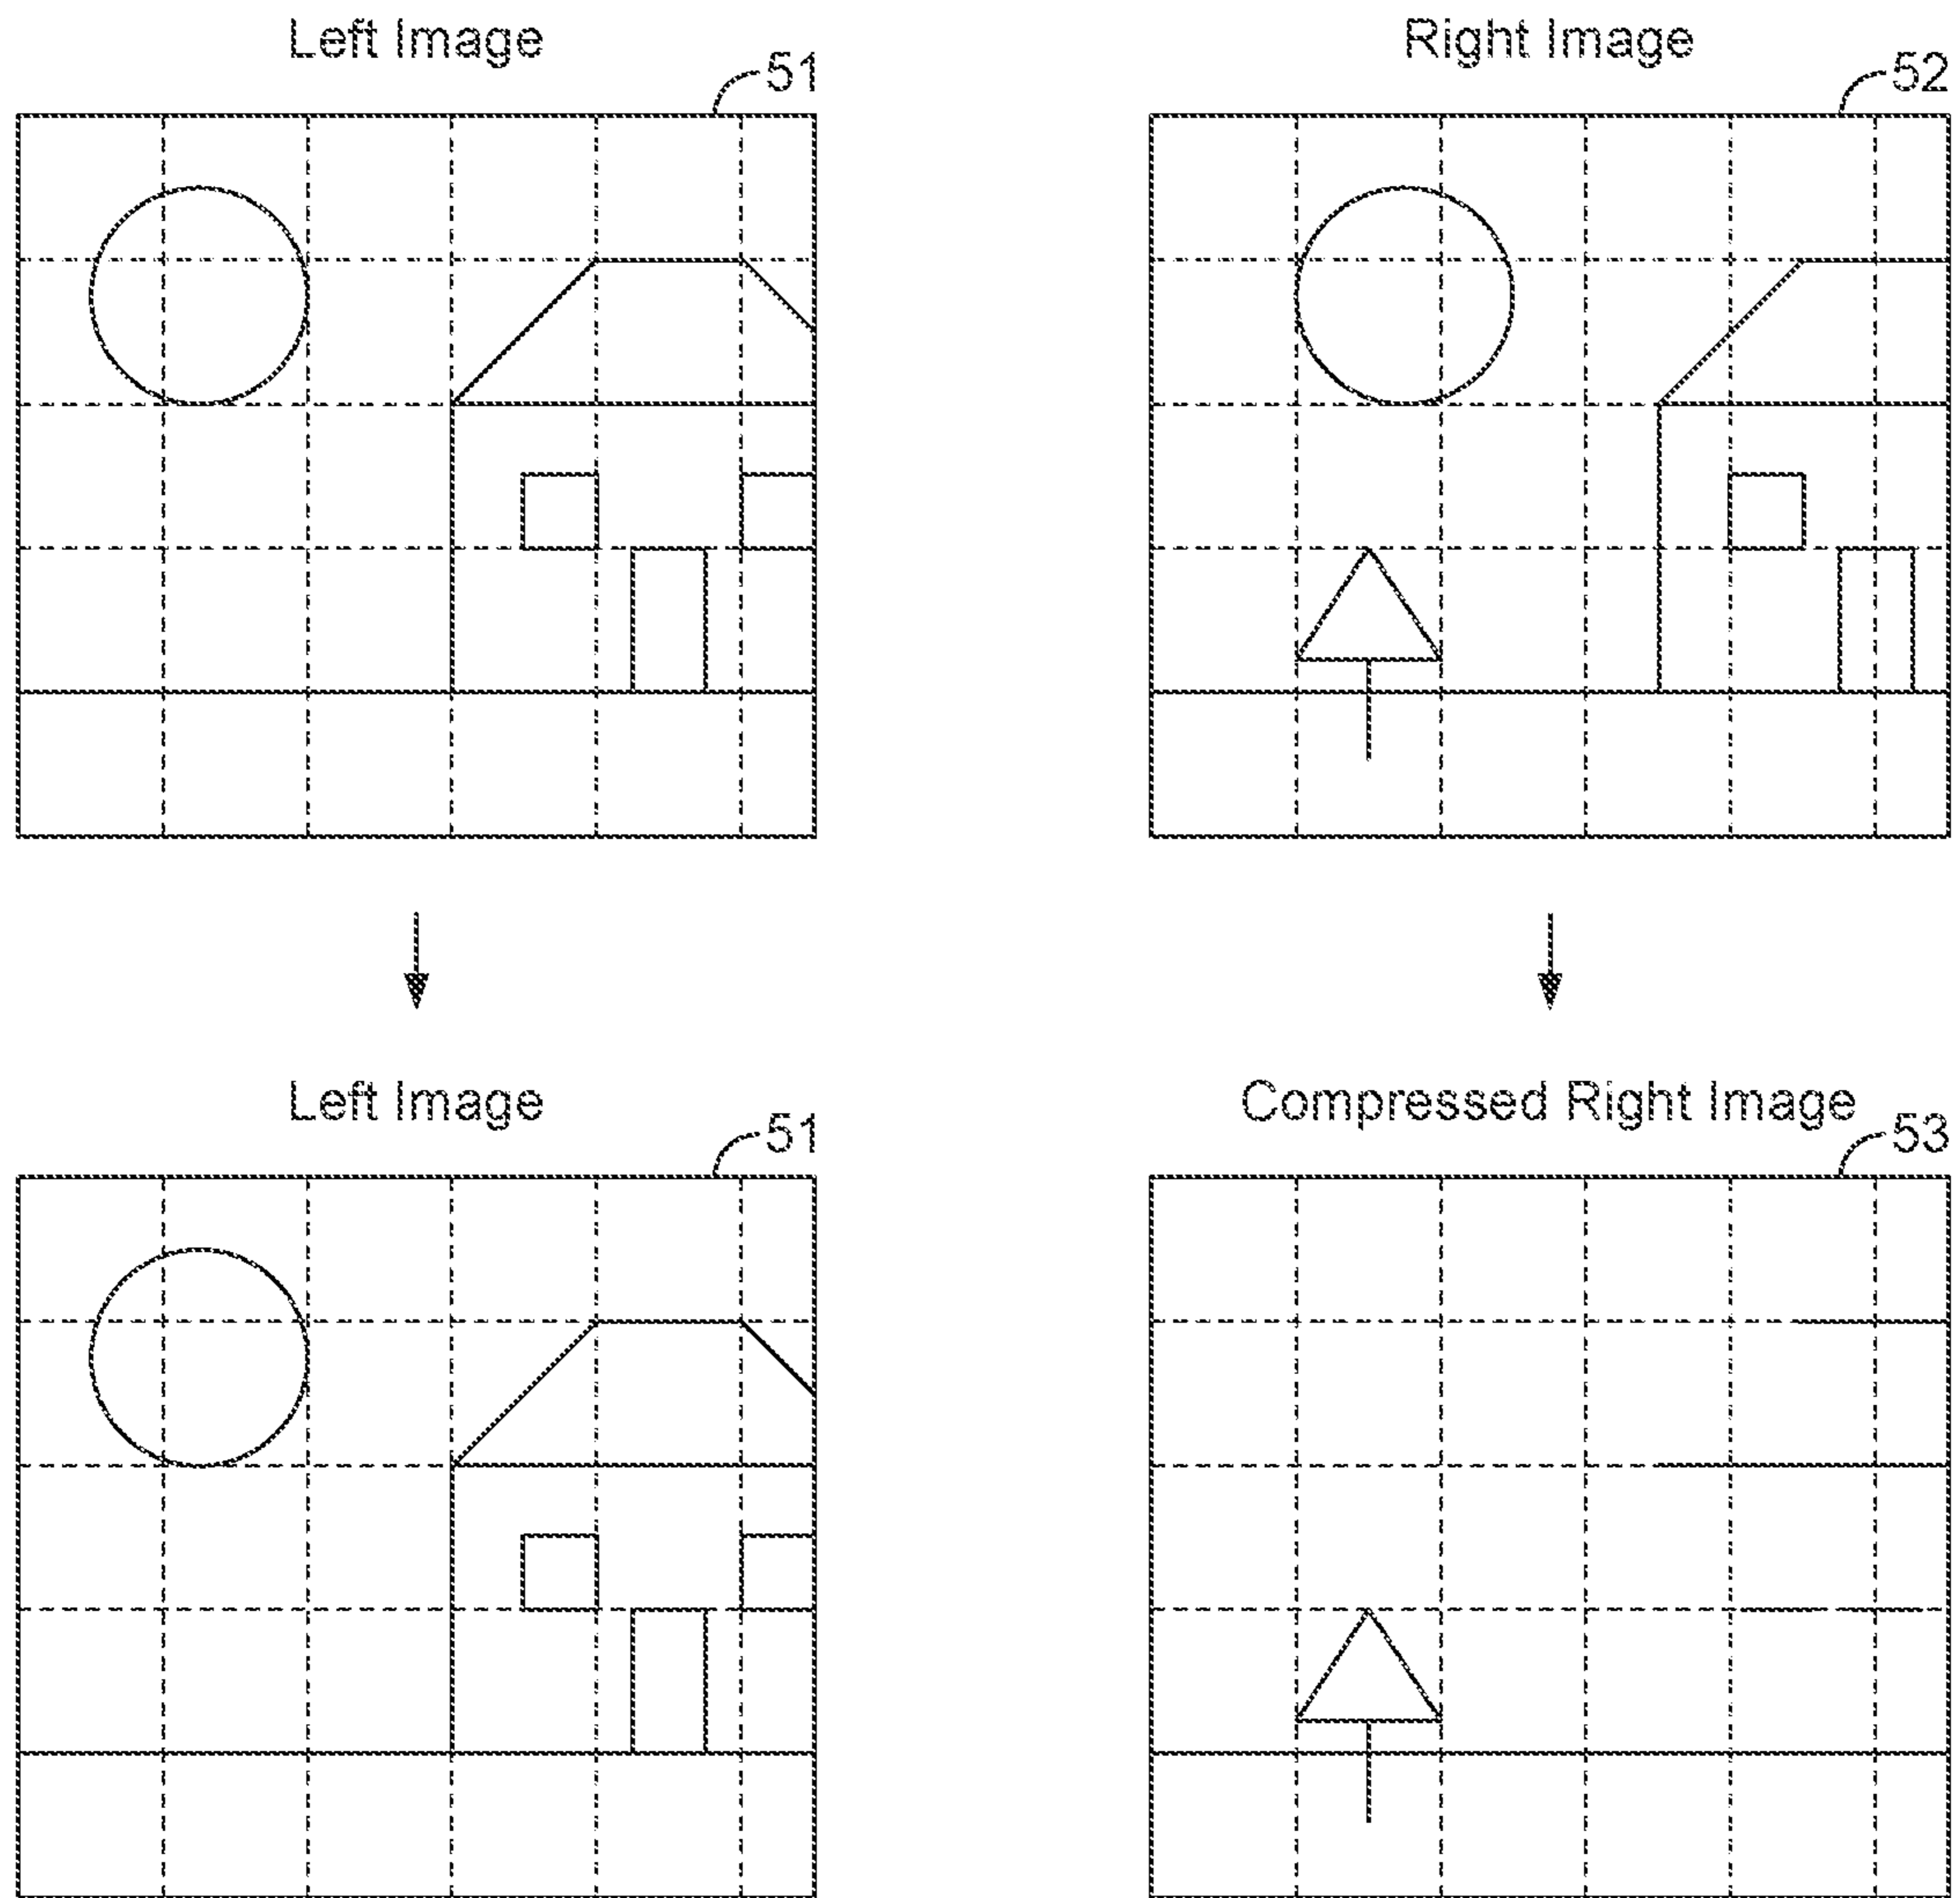 Left Image
51
Right Image
52
Left Image
51
Compressed Right Image
53